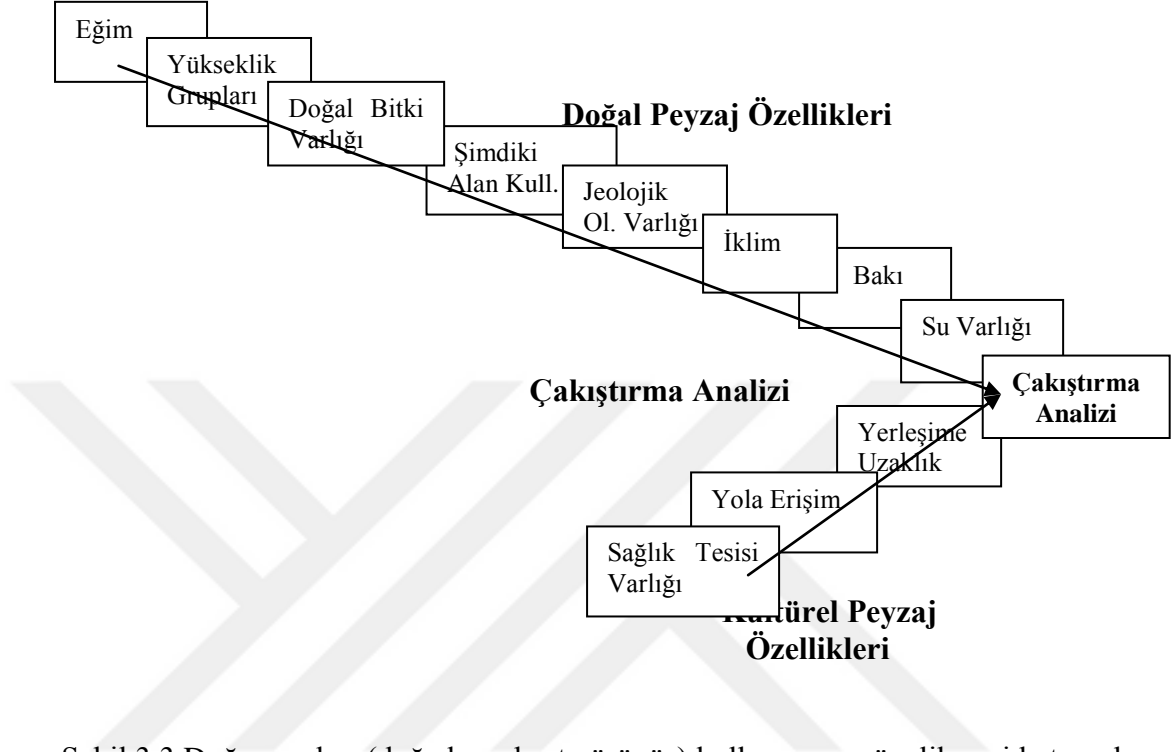 Eğim
Yükseklik
Grupları
Doğal Bitki
Varlığı
Doğal Peyzaj Özellikleri
Şimdiki
Alan Kull.
Jeolojik
Ol. Varlığı
İklim
Bakı
Su Varlığı
Çakıştırma Analizi
Çakıştırma
Analizi
Yerleşime
Uzaklık
Yola Erişim
Sağlık Tesisi
Varlığı
Kültürel Peyzaj
Özellikleri